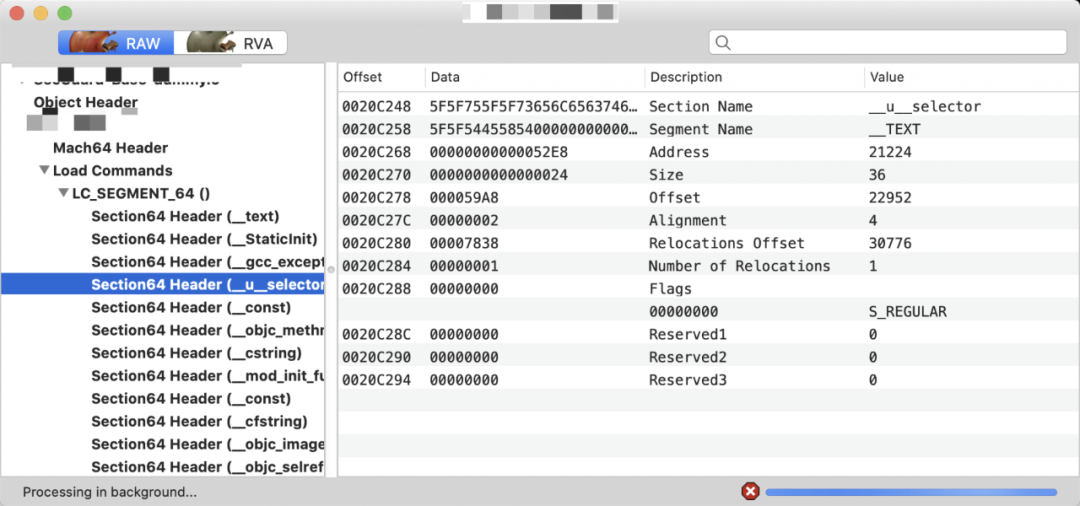 RAW RVA
Object Header
Mach64 Header
Load Commands
LC_SEGMENT_64 ()
Section64 Header (__text)
Section64 Header (__StaticInit)
Section64 Header (__gcc_except
Section64 Header (__u__selector
Section64 Header (__const)
Section64 Header (__objc_methn
Section64 Header (__cstring)
Section64 Header (__mod_init_fu
Section64 Header (__const)
Section64 Header (__cfstring)
Section64 Header (__objc_image
Section64 Header (__objc_selref
Offset Data Description Value
0020C248 5F5F755F5F73656C6563746… Section Name __u__selector
0020C258 5F5F5445585400000000000… Segment Name __TEXT
0020C268 00000000000052E8 Address 21224
0020C270 0000000000000024 Size 36
0020C278 000059A8 Offset 22952
0020C27C 00000002 Alignment 4
0020C280 00007838 Relocations Offset 30776
0020C284 00000001 Number of Relocations 1
0020C288 00000000 Flags
00000000 S_REGULAR
0020C28C 00000000 Reserved1 0
0020C290 00000000 Reserved2 0
0020C294 00000000 Reserved3 0
Processing in background...